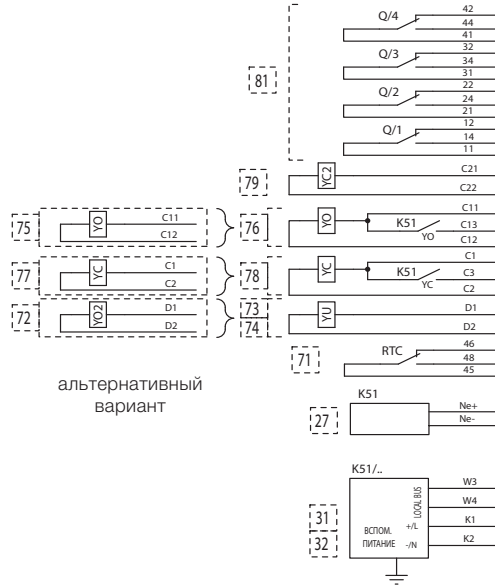 Q/4
42
44
41
Q/3
32
34
31
81
Q/2
22
24
21
Q/1
12
14
11
79
YC2
C21
C22
75
YO
C11
C12
76
YO
C11
K51
YO
C13
C12
77
YC
C1
C2
78
YC
C1
K51
YC
C3
C2
72
YO2
D1
D2
73
74
YU
D1
D2
71
RTC
46
48
45
альтернативный
вариант
K51
27
Ne+
Ne-
K51/..
31
32
LOCAL BUS
W3
W4
ВСПОМ.
ПИТАНИЕ
+/L
-/N
K1
K2